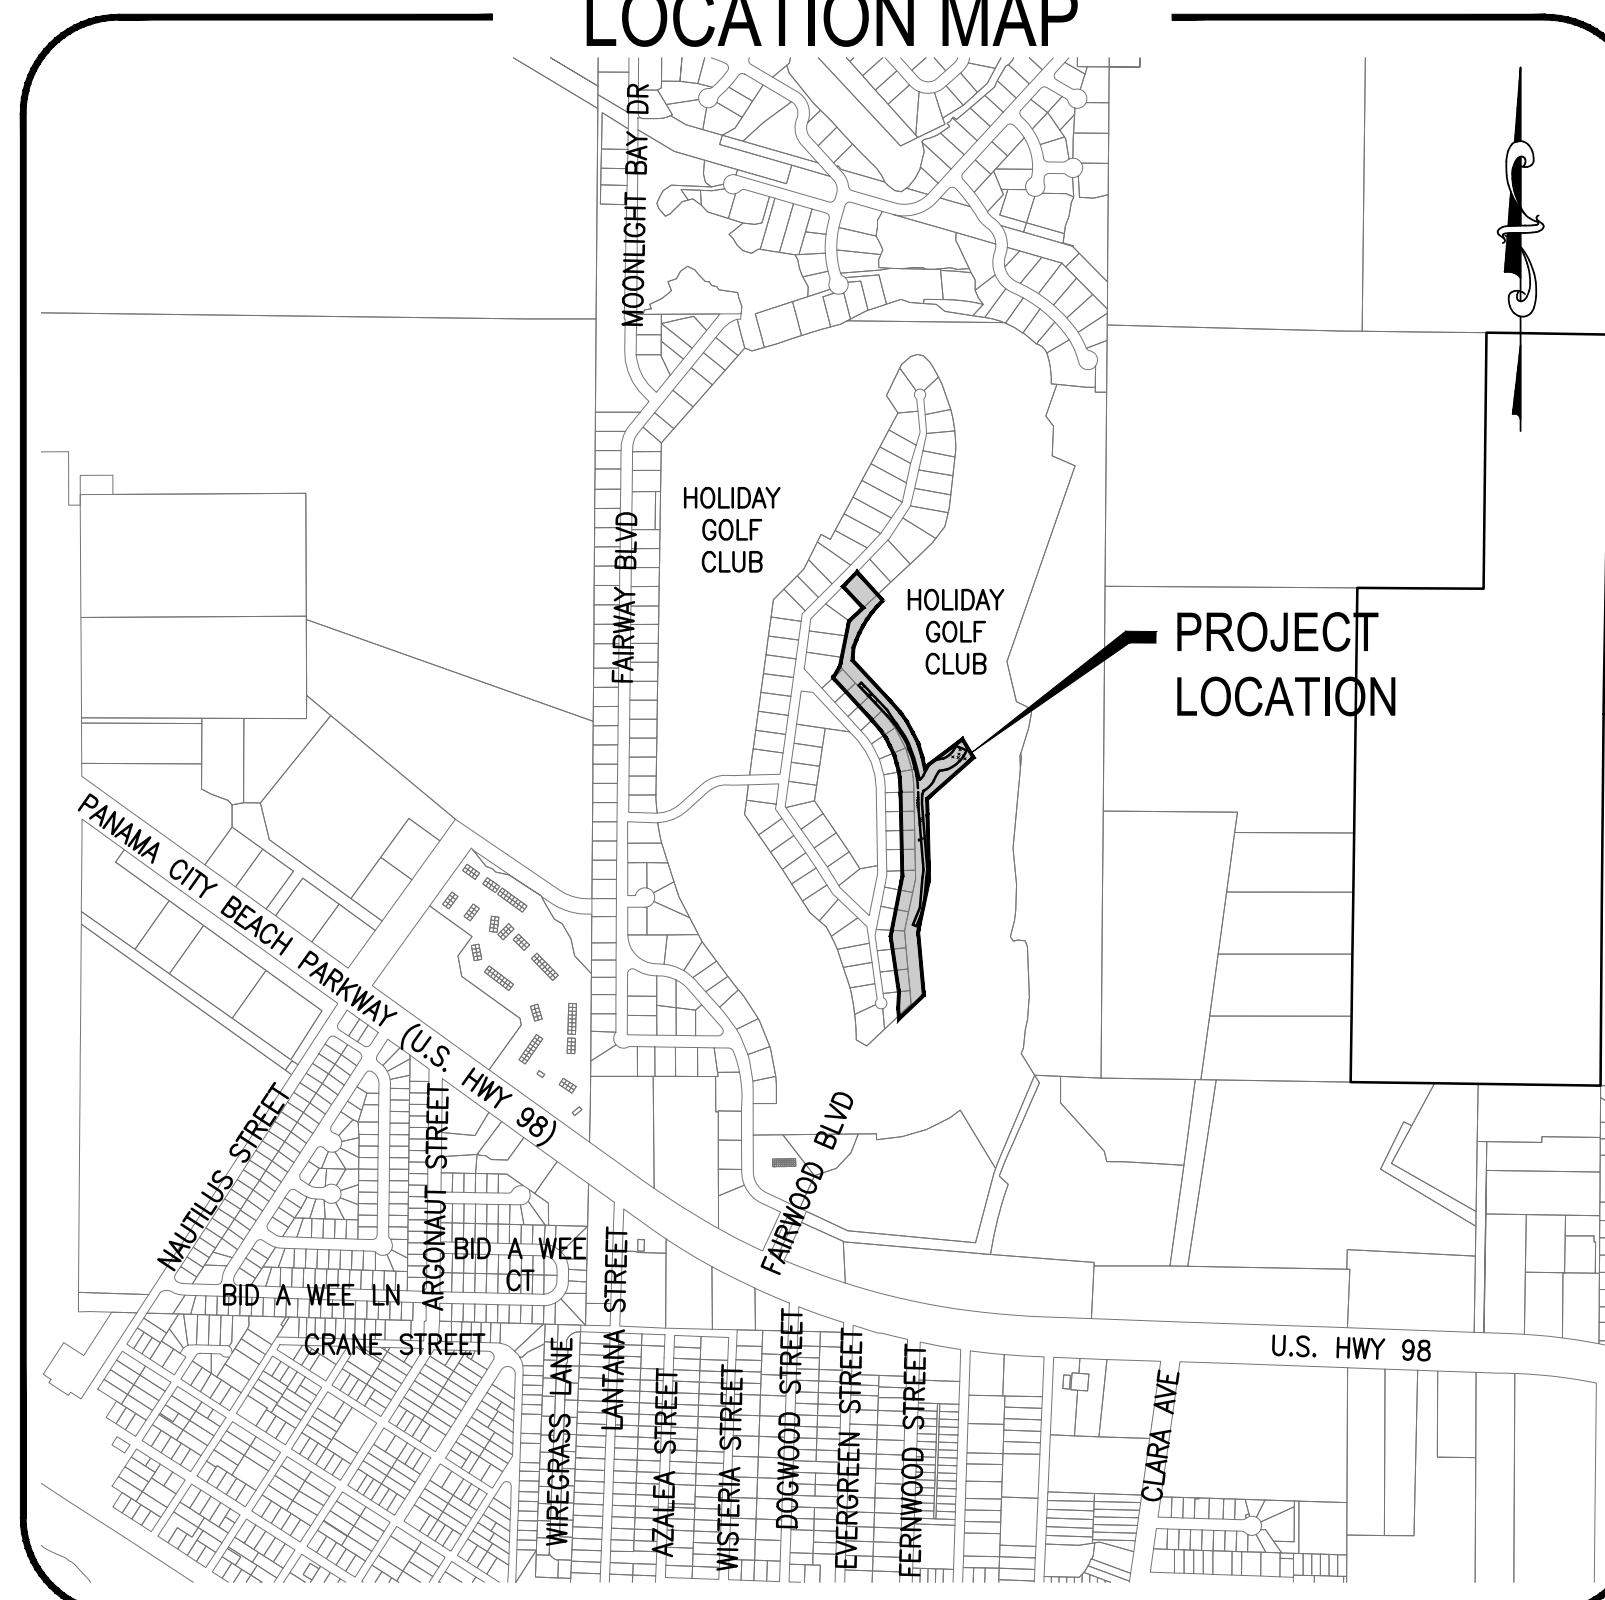 LOCATION MAP
MOONLIGHT BAY DR
HOLIDAY
GOLF
CLUB
FAIRWAY BLVD
HOLIDAY
GOLF
CLUB
PROJECT
LOCATION
PANAMA CITY BEACH PARKWAY (U.S. HWY 98)
NAUTILUS STREET
ARGONAUT STREET
FAIRWOOD BLVD
BID A WEE
CT
BID A WEE LN
CRANE STREET
LANTANA STREET
U.S. HWY 98
WIREGRASS LANE
AZALEA STREET
WISTERIA STREET
DOGWOOD STREET
EVERGREEN STREET
FERNWOOD STREET
CLARA AVE